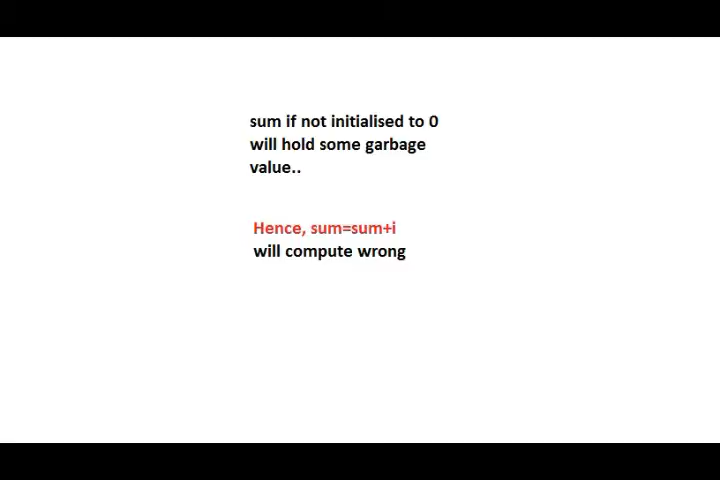 sum if not initialised to 0
will hold some garbage
value..
Hence, sum=sum+i
will compute wrong